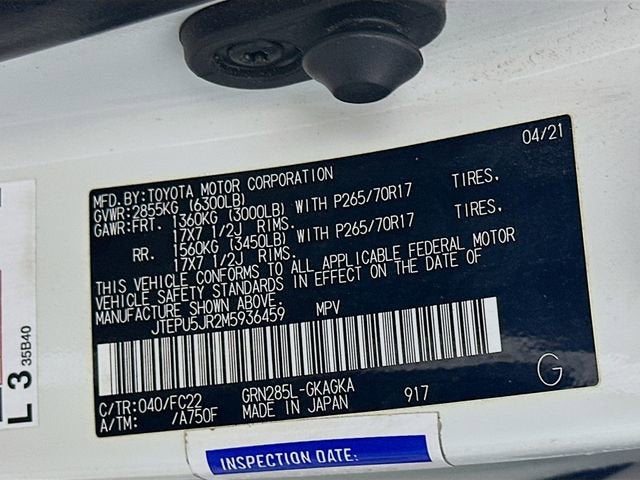 04/21
MFD.BY:TOYOTA MOTOR CORPORATION
GVWR:2855KG (6300LB)
GAWR:FRT. 1360KG (3000LB) WITH P265/70R17 TIRES,
17X7 1/2J RIMS.
RR. 1560KG (3450LB) WITH P265/70R17 TIRES,
17X7 1/2J RIMS.
THIS VEHICLE CONFORMS TO ALL APPLICABLE FEDERAL MOTOR
VEHICLE SAFETY STANDARDS IN EFFECT ON THE DATE OF
MANUFACTURE SHOWN ABOVE.
JTEPU5JR2M5936459 MPV
C/TR:040/FC22 GRN285L-GKAGKA 917 G
A/TM: /A750F MADE IN JAPAN
INSPECTION DATE:
L 3 35B40